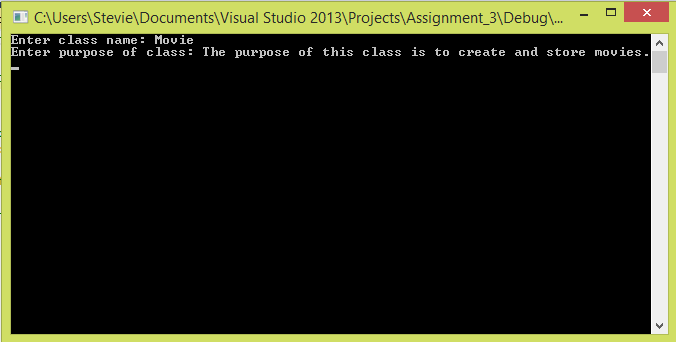 C:\Users\Stevie\Documents\Visual Studio 2013\Projects\Assignment_3\Debug\...
Enter class name: Movie
Enter purpose of class: The purpose of this class is to create and store movies.